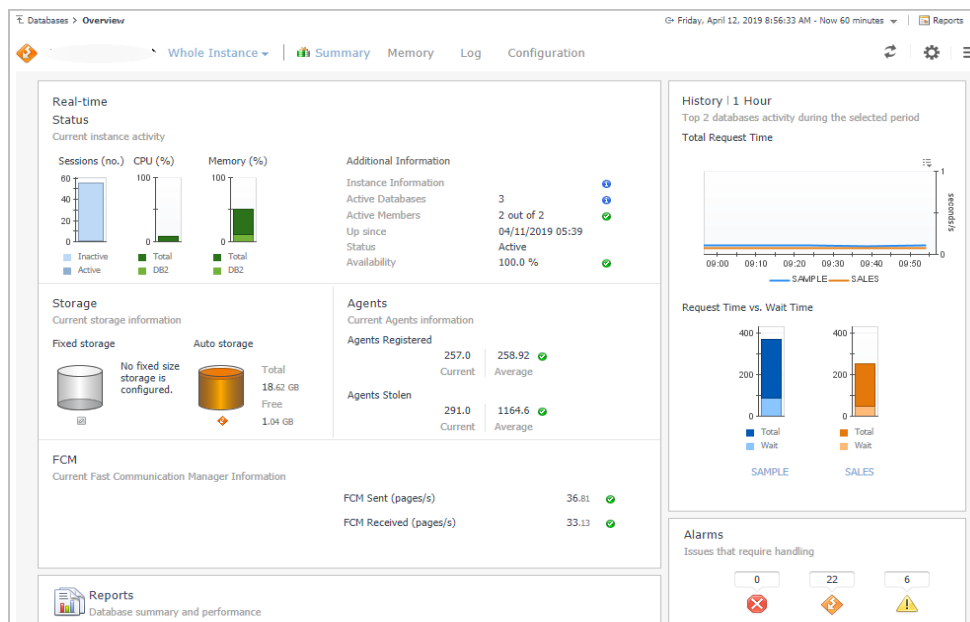 Databases > Overview
Friday, April 12, 2019 8:56:33 AM - Now 60 minutes
Reports
Whole Instance
Summary
Memory
Log
Configuration
Real-time
Status
Current instance activity
Sessions (no.)
CPU (%)
Memory (%)
60
40
20
0
100
0
100
0
Inactive
Active
Total
DB2
Total
DB2
Additional Information
Instance Information
Active Databases 3
Active Members 2 out of 2
Up since 04/11/2019 05:39
Status Active
Availability 100.0 %
Storage
Current storage information
Fixed storage
No fixed size
storage is
configured.
Auto storage
Total
18.62 GB
Free
1.04 GB
Agents
Current Agents information
Agents Registered
257.0 258.92
Current Average
Agents Stolen
291.0 1164.6
Current Average
FCM
Current Fast Communication Manager Information
FCM Sent (pages/s) 36.81
FCM Received (pages/s) 33.13
Reports
Database summary and performance
History | 1 Hour
Top 2 databases activity during the selected period
Total Request Time
1
seconds/s
0
09:00 09:10 09:20 09:30 09:40 09:50
SAMPLE SALES
Request Time vs. Wait Time
400
200
0
400
200
0
Total
Wait
Total
Wait
SAMPLE
SALES
Alarms
Issues that require handling
0 22 6